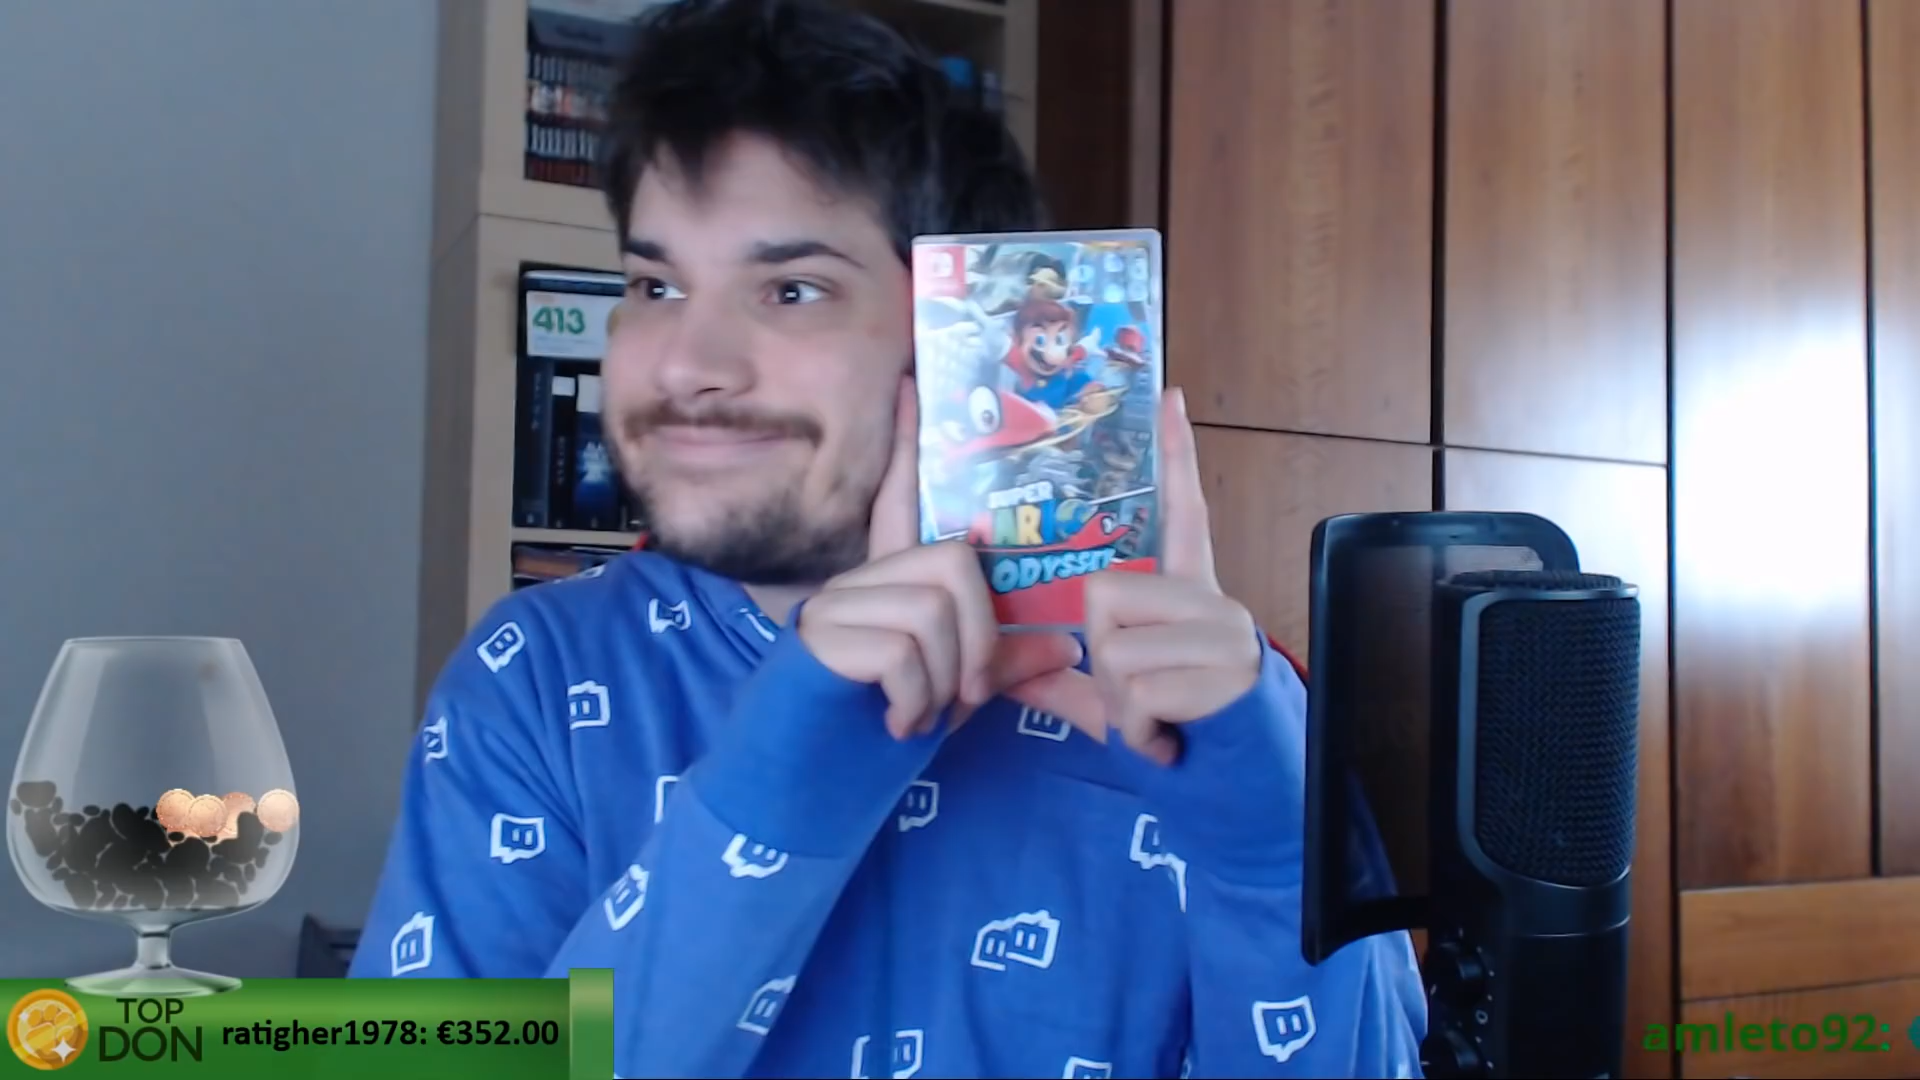 413
SUPER
MARIO
ODYSSEY
TOP
DON
ratigher1978: €352.00
amleto92: